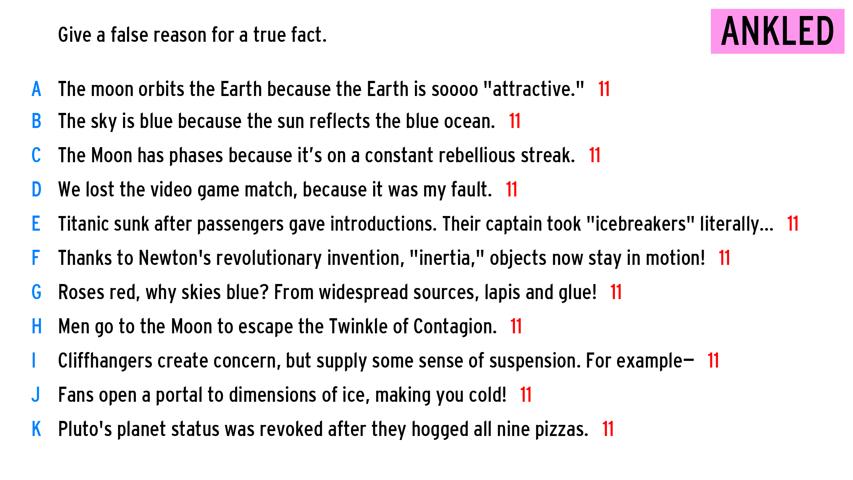 Give a false reason for a true fact.
ANKLED
A The moon orbits the Earth because the Earth is soooo "attractive." 11
B The sky is blue because the sun reflects the blue ocean. 11
C The Moon has phases because it’s on a constant rebellious streak. 11
D We lost the video game match, because it was my fault. 11
E Titanic sunk after passengers gave introductions. Their captain took "icebreakers" literally... 11
F Thanks to Newton's revolutionary invention, "inertia," objects now stay in motion! 11
G Roses red, why skies blue? From widespread sources, lapis and glue! 11
H Men go to the Moon to escape the Twinkle of Contagion. 11
I Cliffhangers create concern, but supply some sense of suspension. For example— 11
J Fans open a portal to dimensions of ice, making you cold! 11
K Pluto's planet status was revoked after they hogged all nine pizzas. 11